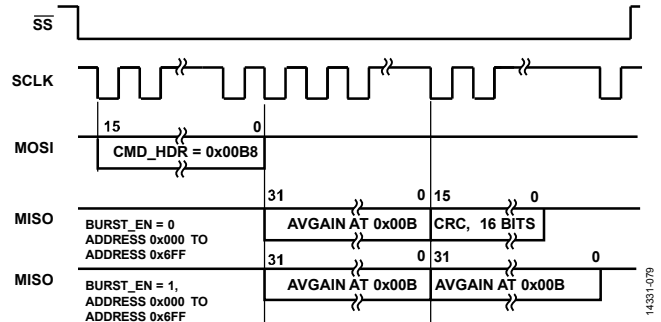 SS
SCLK
15 0
MOSI CMD_HDR = 0x00B8
31 0 15 0
MISO BURST_EN = 0 AVGAIN AT 0x00B CRC, 16 BITS
ADDRESS 0x000 TO
ADDRESS 0x6FF
31 0 31 0
MISO BURST_EN = 1, AVGAIN AT 0x00B AVGAIN AT 0x00B
ADDRESS 0x000 TO
ADDRESS 0x6FF
14331-079